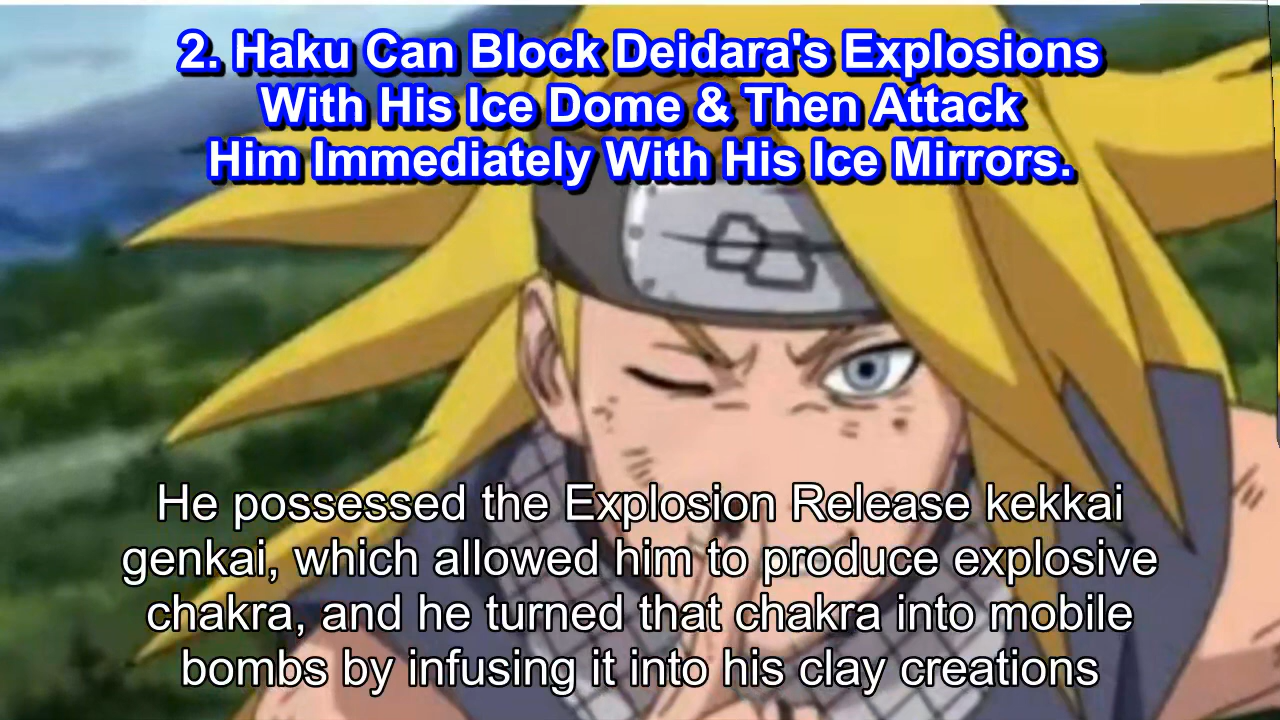 2. Haku Can Block Deidara's Explosions
With His Ice Dome & Then Attack
Him Immediately With His Ice Mirrors.
He possessed the Explosion Release kekkai
genkai, which allowed him to produce explosive
chakra, and he turned that chakra into mobile
bombs by infusing it into his clay creations